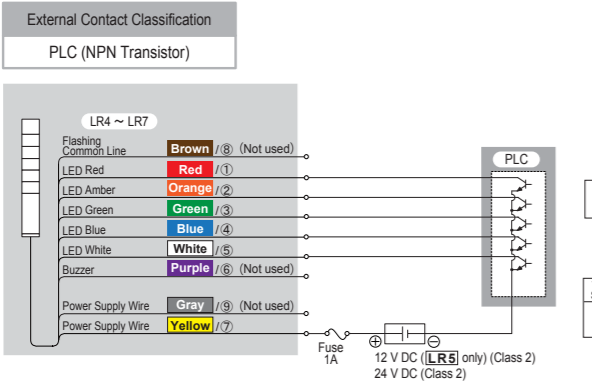 External Contact Classification
PLC (NPN Transistor)
LR4 ～ LR7
Flashing
Common Line Brown /⑧ (Not used)
LED Red Red /①
LED Amber Orange /②
LED Green Green /③
LED Blue Blue /④
LED White White /⑤
Buzzer Purple /⑥ (Not used)
Power Supply Wire Gray /⑨ (Not used)
Power Supply Wire Yellow /⑦
PLC
Fuse
1A
⊕ ⊖
12 V DC (LR5 only) (Class 2)
24 V DC (Class 2)